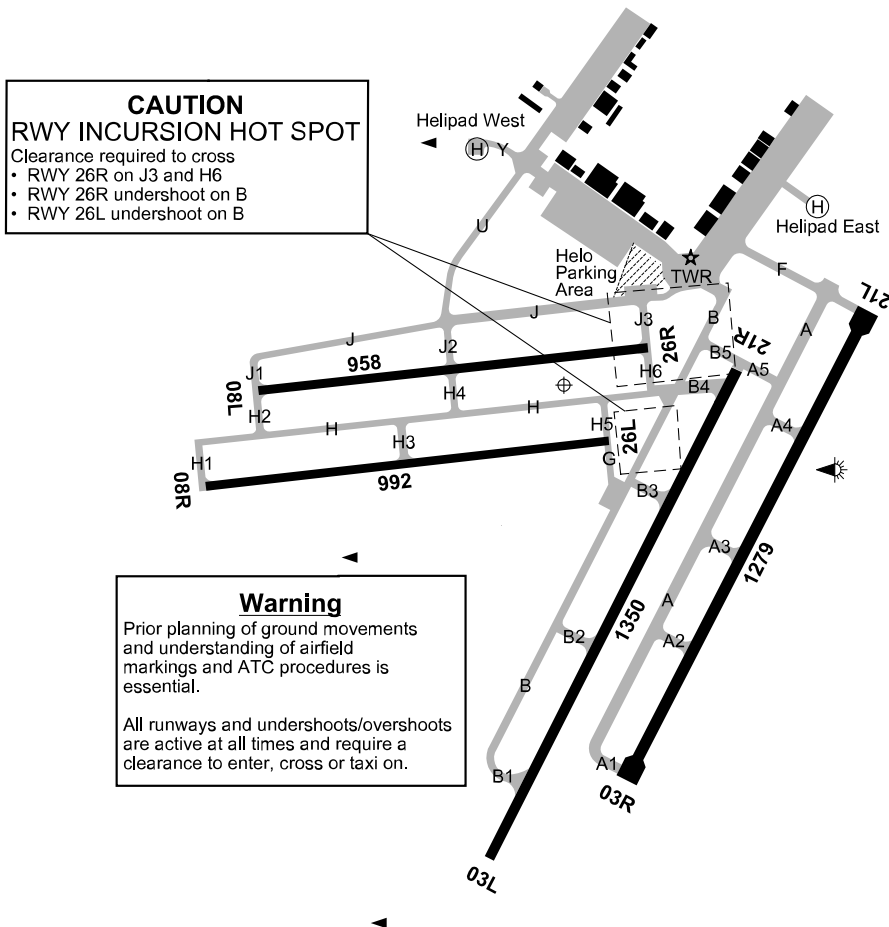 CAUTION
RWY INCURSION HOT SPOT
Clearance required to cross
• RWY 26R on J3 and H6
• RWY 26R undershoot on B
• RWY 26L undershoot on B
Helipad West
H
Y
U
H
Helipad East
Helo
Parking
Area
TWR
F
21L
A
J
J
J3
B
26R
21R
B5
A5
J2
J1
958
H6
B4
08L
H4
H
H2
H5
A4
H
H3
26L
G
H1
08R
992
B3
A3
1279
1350
A
B2
A2
B
B1
A1
03R
03L
Warning
Prior planning of ground movements
and understanding of airfield
markings and ATC procedures is
essential.
All runways and undershoots/overshoots
are active at all times and require a
clearance to enter, cross or taxi on.